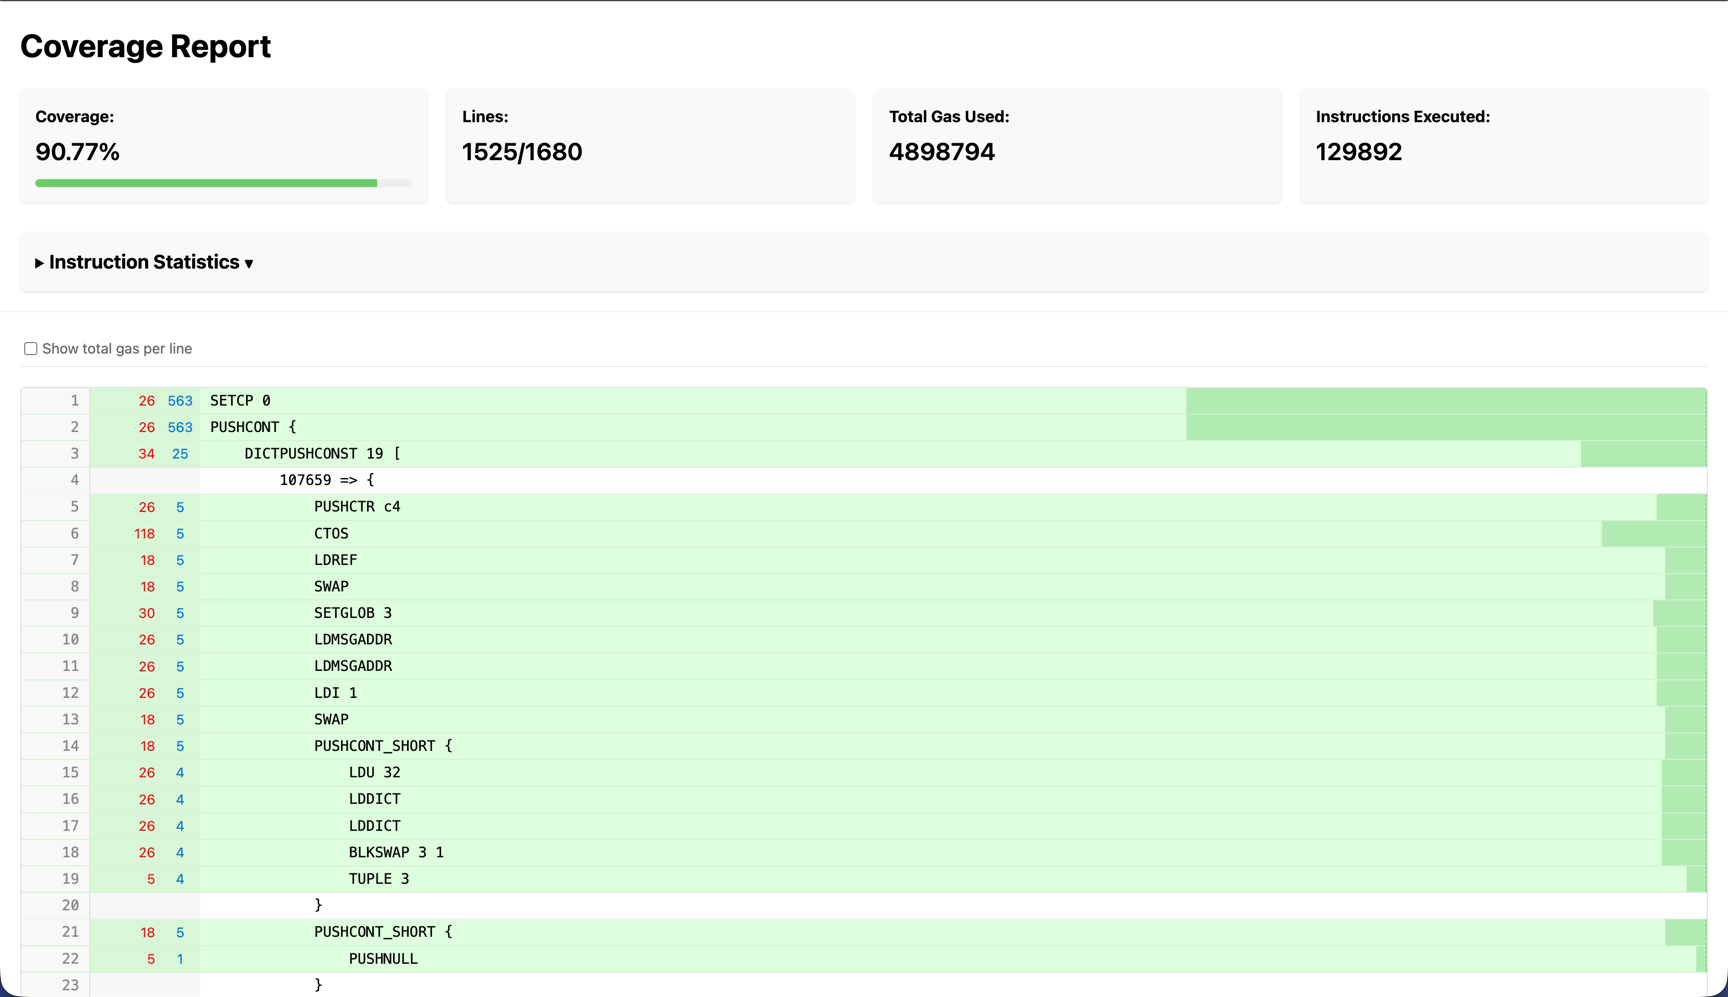 Coverage Report
Coverage: Lines: Total Gas Used: Instructions Executed:
90.77% 1525/1680 4898794 129892
▸ Instruction Statistics ▾
Show total gas per line
1 26 563 SETCP 0
2 26 563 PUSHCONT {
3 34 25 DICTPUSHCONST 19 [
4 107659 => {
5 26 5 PUSHCTR c4
6 118 5 CTOS
7 18 5 LDREF
8 18 5 SWAP
9 30 5 SETGLOB 3
10 26 5 LDMSGADDR
11 26 5 LDMSGADDR
12 26 5 LDI 1
13 18 5 SWAP
14 18 5 PUSHCONT_SHORT {
15 26 4 LDU 32
16 26 4 LDDICT
17 26 4 LDDICT
18 26 4 BLKSWAP 3 1
19 5 4 TUPLE 3
20 }
21 18 5 PUSHCONT_SHORT {
22 5 1 PUSHNULL
23 }